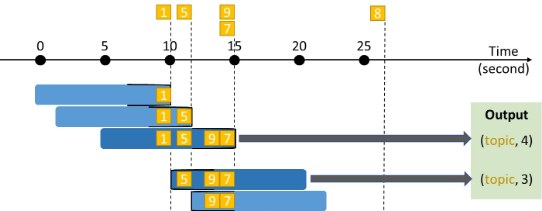 1 5 9 8
7
0 5 10 15 20 25 Time
(second)
1
1 5
1 5 9 7
5 9 7
9 7
Output
(topic, 4)
(topic, 3)